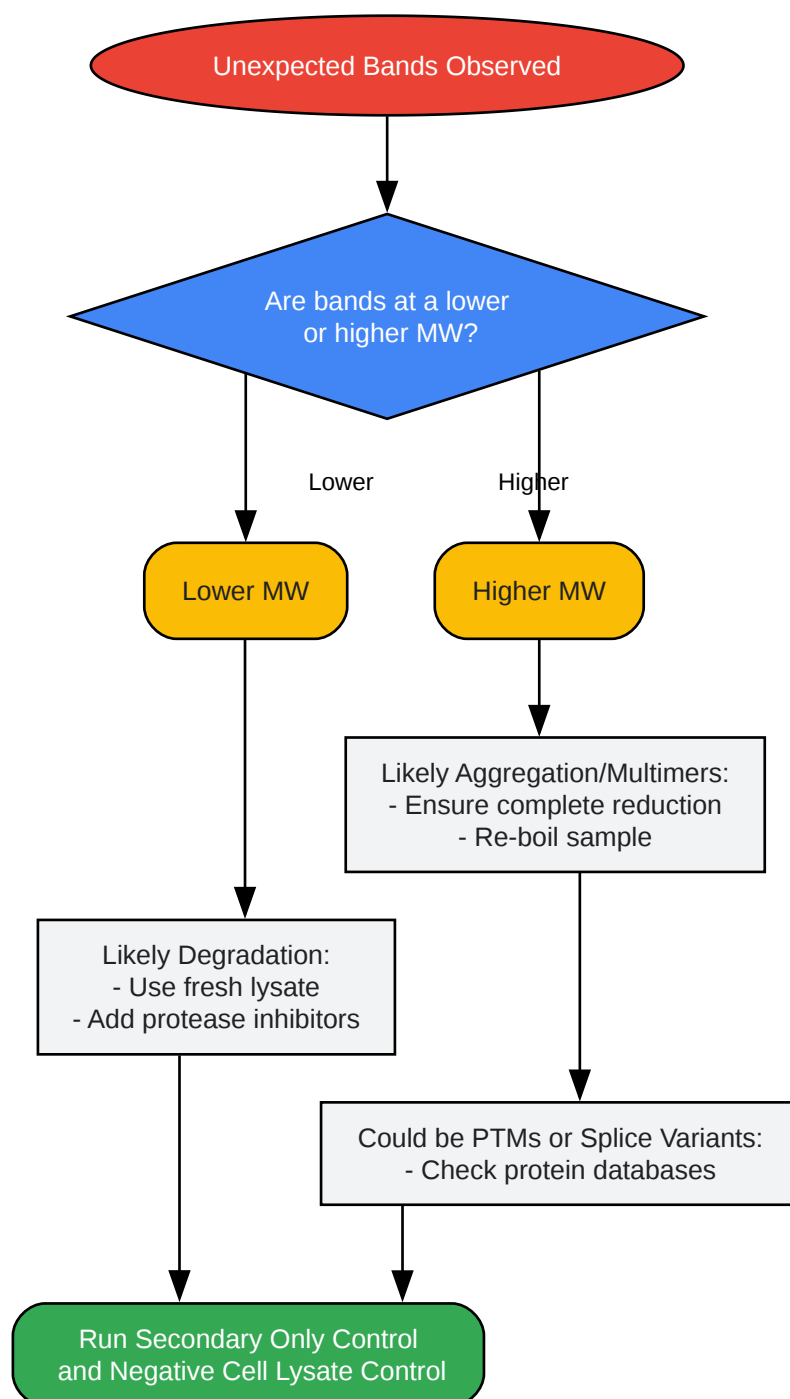 Unexpected Bands Observed
Are bands at a lower
or higher MW?
Lower
Higher
Lower MW
Higher MW
Likely Aggregation/Multimers:
- Ensure complete reduction
- Re-boil sample
Likely Degradation:
- Use fresh lysate
- Add protease inhibitors
Could be PTMs or Splice Variants:
- Check protein databases
Run Secondary Only Control
and Negative Cell Lysate Control